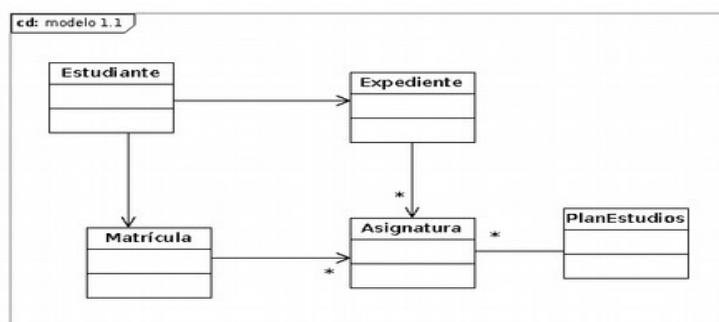 cd: modelo 1.1
Estudiante
Expediente
*
Asignatura
*
PlanEstudios
Matrícula
*